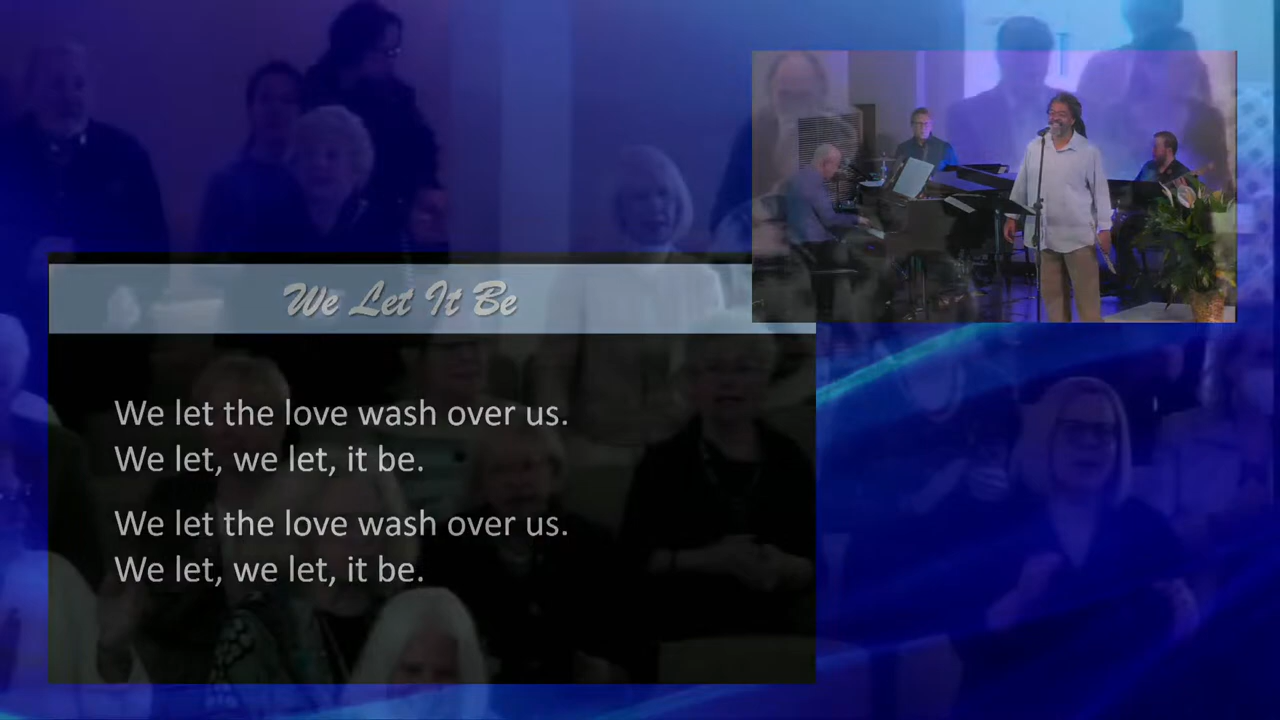 We Let It Be
We let the love wash over us.
We let, we let, it be.
We let the love wash over us.
We let, we let, it be.